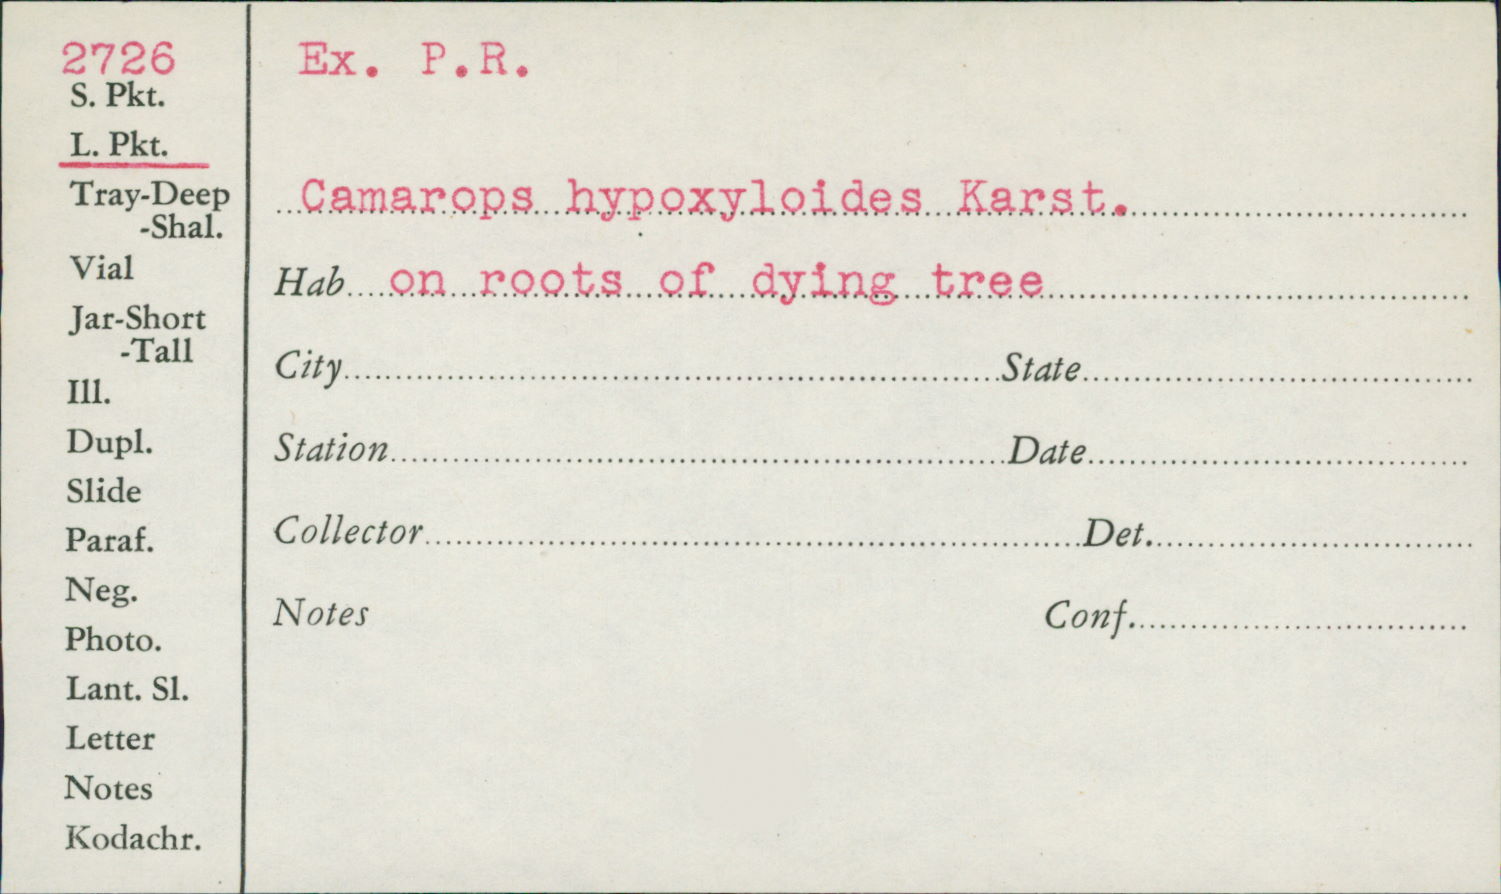 2726
Ex. P.R.
S. Pkt.
L. Pkt.
Tray-Deep
-Shal.
Camarops hypoxyloides Karst.
Vial
Hab on roots of dying tree
Jar-Short
-Tall
City State
Ill.
Dupl.
Station Date
Slide
Paraf.
Collector Det.
Neg.
Notes Conf.
Photo.
Lant. Sl.
Letter
Notes
Kodachr.